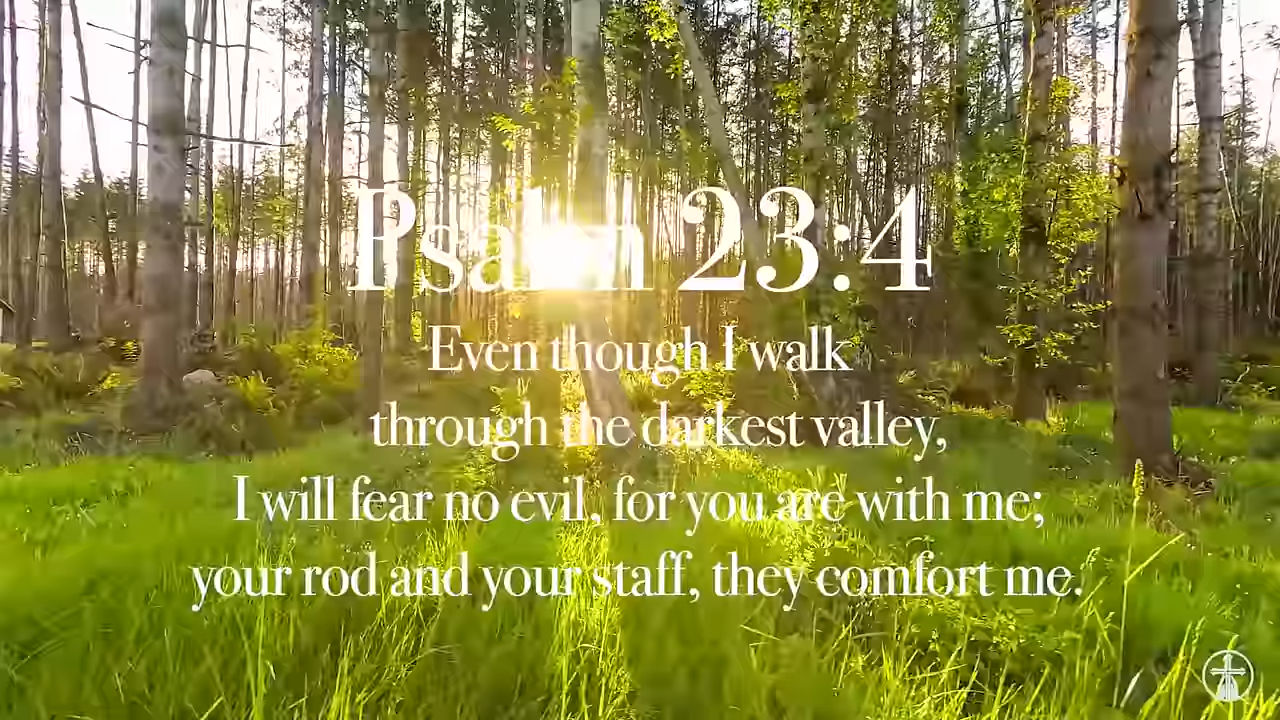 Psalm 23:4
Even though I walk
through the darkest valley,
I will fear no evil, for you are with me;
your rod and your staff, they comfort me.